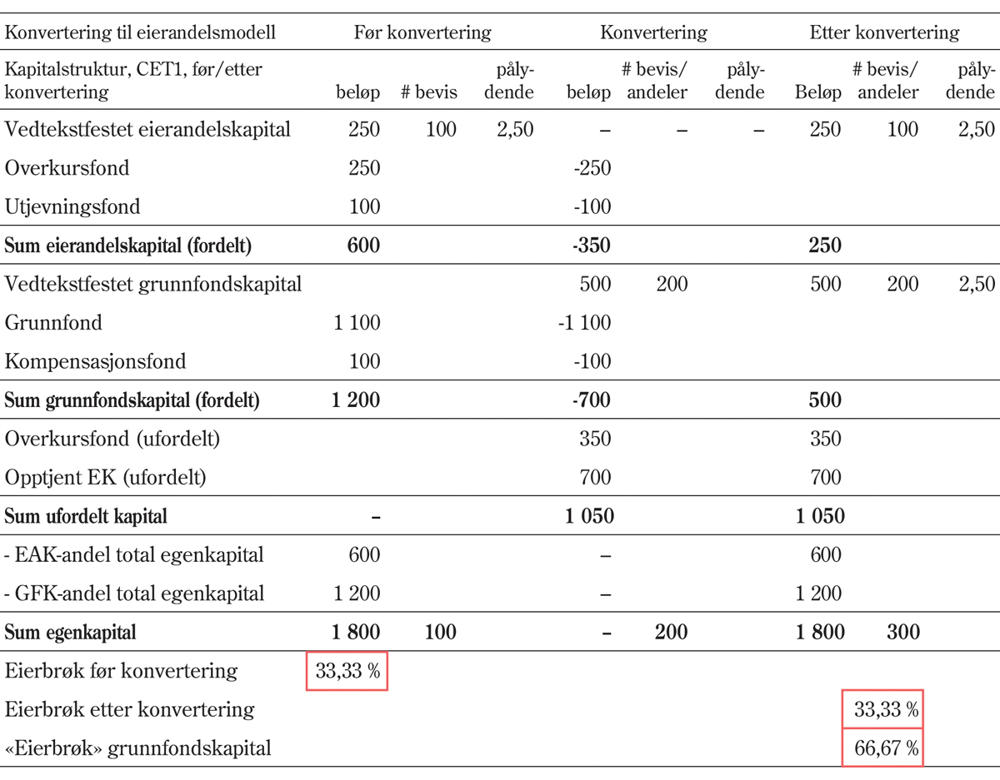 Konvertering til eierandelsmodell Før konvertering Konvertering Etter konvertering
Kapitalstruktur, CET1, før/etter konvertering beløp # bevis påly-dende beløp # bevis/andeler påly-dende Beløp # bevis/andeler påly-dende
Vedtekstfestet eierandelskapital 250 100 2,50 – – – 250 100 2,50
Overkursfond 250 -250
Utjevningsfond 100 -100
Sum eierandelskapital (fordelt) 600 -350 250
Vedtekstfestet grunnfondskapital 500 200 500 200 2,50
Grunnfond 1 100 -1 100
Kompensasjonsfond 100 -100
Sum grunnfondskapital (fordelt) 1 200 -700 500
Overkursfond (ufordelt) 350 350
Opptjent EK (ufordelt) 700 700
Sum ufordelt kapital – 1 050 1 050
- EAK-andel total egenkapital 600 – 600
- GFK-andel total egenkapital 1 200 – 1 200
Sum egenkapital 1 800 100 – 200 1 800 300
Eierbrøk før konvertering 33,33 %
Eierbrøk etter konvertering 33,33 %
«Eierbrøk» grunnfondskapital 66,67 %